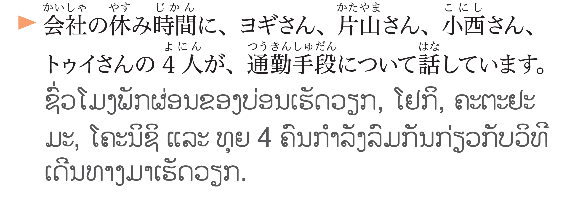 ▶会社の休み時間に、ヨギさん、片山さん、小西さん、
トゥイさんの4人が、通勤手段について話しています。
ຊົ່ວໂມງພັກຜ່ອນຂອງບ່ອນເຮັດວຽກ, ໂຢກິ, ຄະຕະຢະ
ມະ, ໂຄະນິຊິ ແລະ ທຸຍ 4 ຄົນກຳລັງລົມກັນກ່ຽວກັບວິທີ
ເດີນທາງມາເຮັດວຽກ.